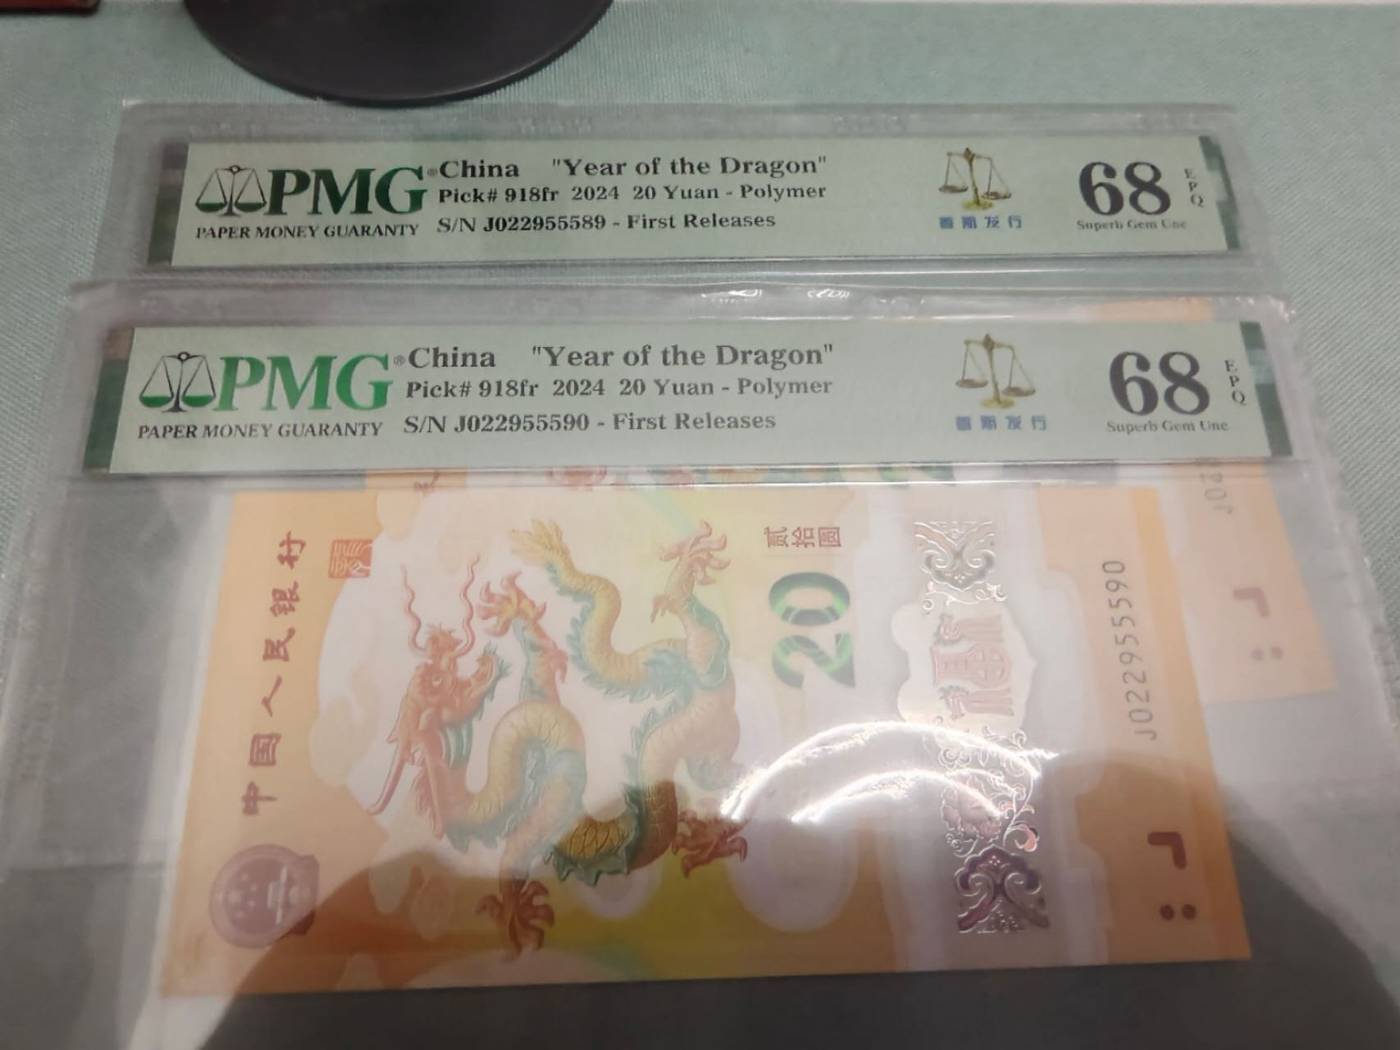 PMG®
PAPER MONEY GUARANTY
China "Year of the Dragon"
Pick# 918fr 2024 20 Yuan - Polymer
S/N J022955589 - First Releases
首期发行
68
EPQ
Superb Gem Unc
PMG®
PAPER MONEY GUARANTY
China "Year of the Dragon"
Pick# 918fr 2024 20 Yuan - Polymer
S/N J022955590 - First Releases
首期发行
68
EPQ
Superb Gem Unc
中国人民银行
贰拾圆
20
J022955590
J02